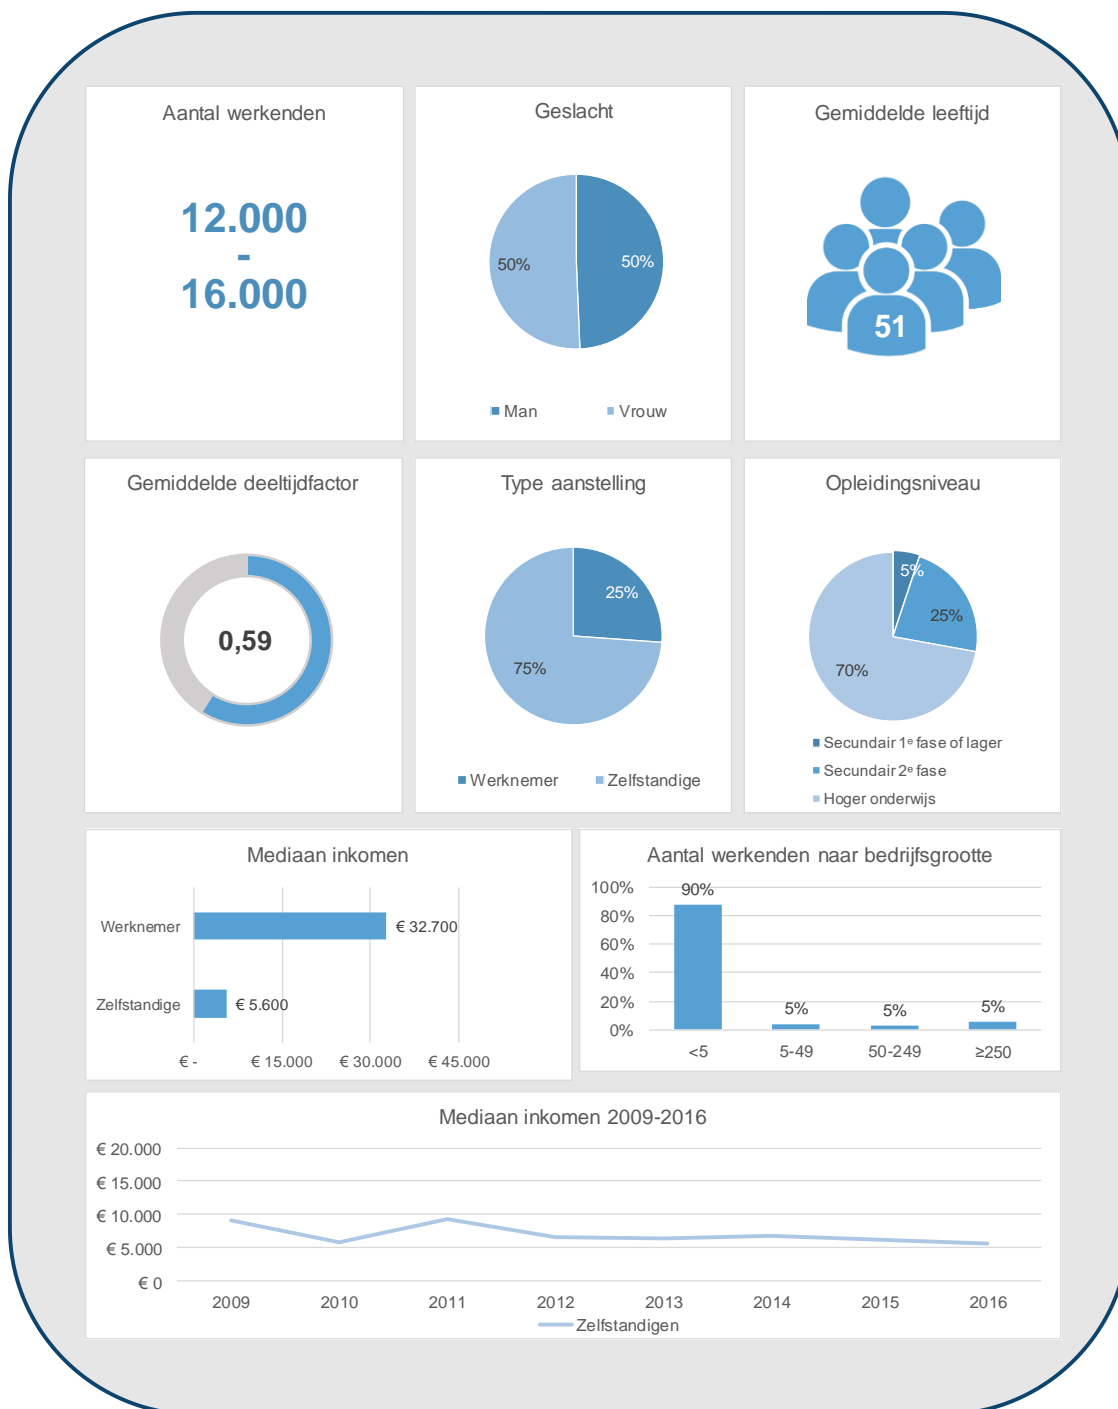 Aantal werkenden
12.000
-
16.000
Geslacht
50%
50%
Man
Vrouw
Gemiddelde leeftijd
51
Gemiddelde deeltijdfactor
0,59
Type aanstelling
25%
75%
Werknemer
Zelfstandige
Opleidingsniveau
5%
25%
70%
Secundair 1ᵉ fase of lager
Secundair 2ᵉ fase
Hoger onderwijs
Mediaan inkomen
Werknemer
€ 32.700
Zelfstandige
€ 5.600
€ -
€ 15.000
€ 30.000
€ 45.000
Aantal werkenden naar bedrijfsgrootte
100%
80%
60%
40%
20%
0%
90%
5%
5%
5%
<5
5-49
50-249
≥250
Mediaan inkomen 2009-2016
€ 20.000
€ 15.000
€ 10.000
€ 5.000
€ 0
2009
2010
2011
2012
2013
2014
2015
2016
Zelfstandigen